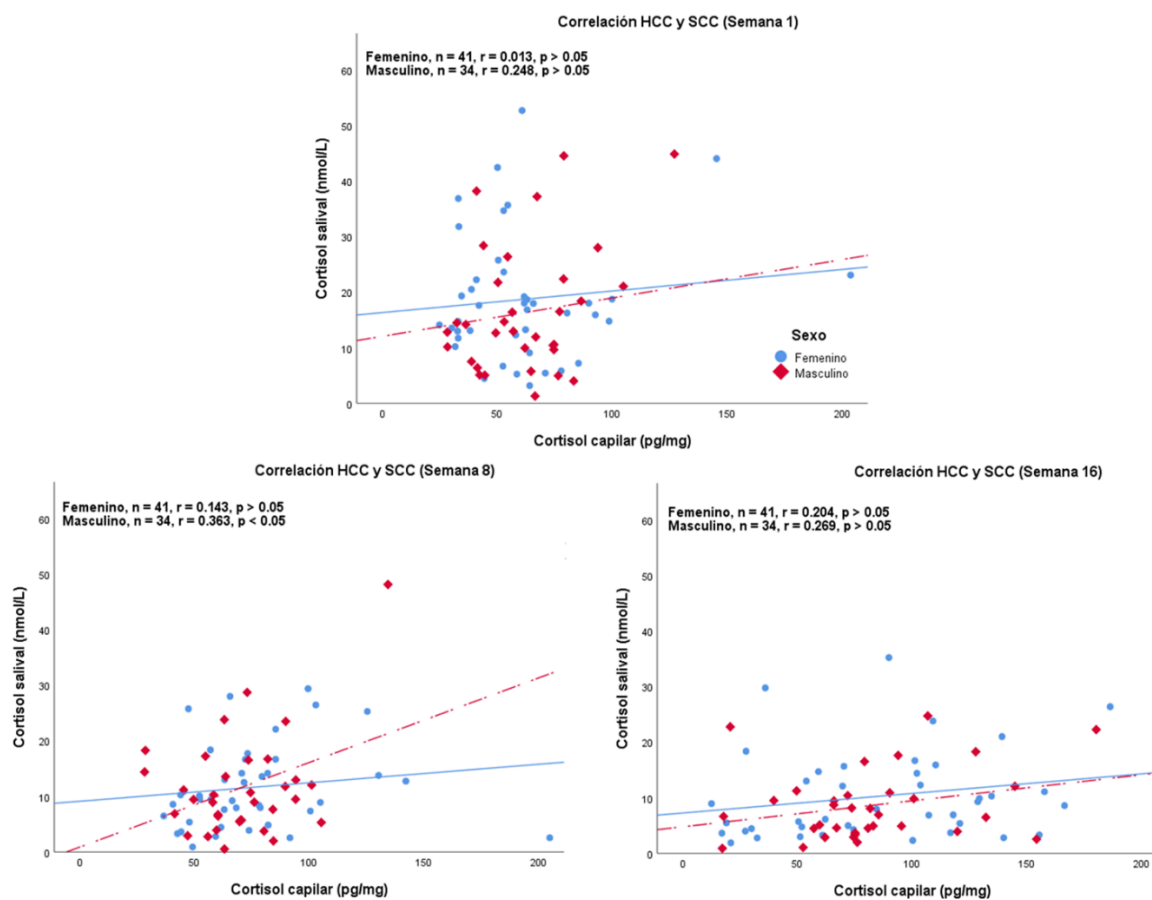 Correlación HCC y SCC (Semana 1)
Femenino, n = 41, r = 0.013, p > 0.05
Masculino, n = 34, r = 0.248, p > 0.05
60
50
40
30
20
10
0
Cortisol salival (nmol/L)
Sexo
Femenino
Masculino
0 50 100 150 200
Cortisol capilar (pg/mg)
Correlación HCC y SCC (Semana 8)
Femenino, n = 41, r = 0.143, p > 0.05
Masculino, n = 34, r = 0.363, p < 0.05
60
50
40
30
20
10
0
Cortisol salival (nmol/L)
0 50 100 150 200
Cortisol capilar (pg/mg)
Correlación HCC y SCC (Semana 16)
Femenino, n = 41, r = 0.204, p > 0.05
Masculino, n = 34, r = 0.269, p > 0.05
60
50
40
30
20
10
0
Cortisol salival (nmol/L)
0 50 100 150 200
Cortisol capilar (pg/mg)